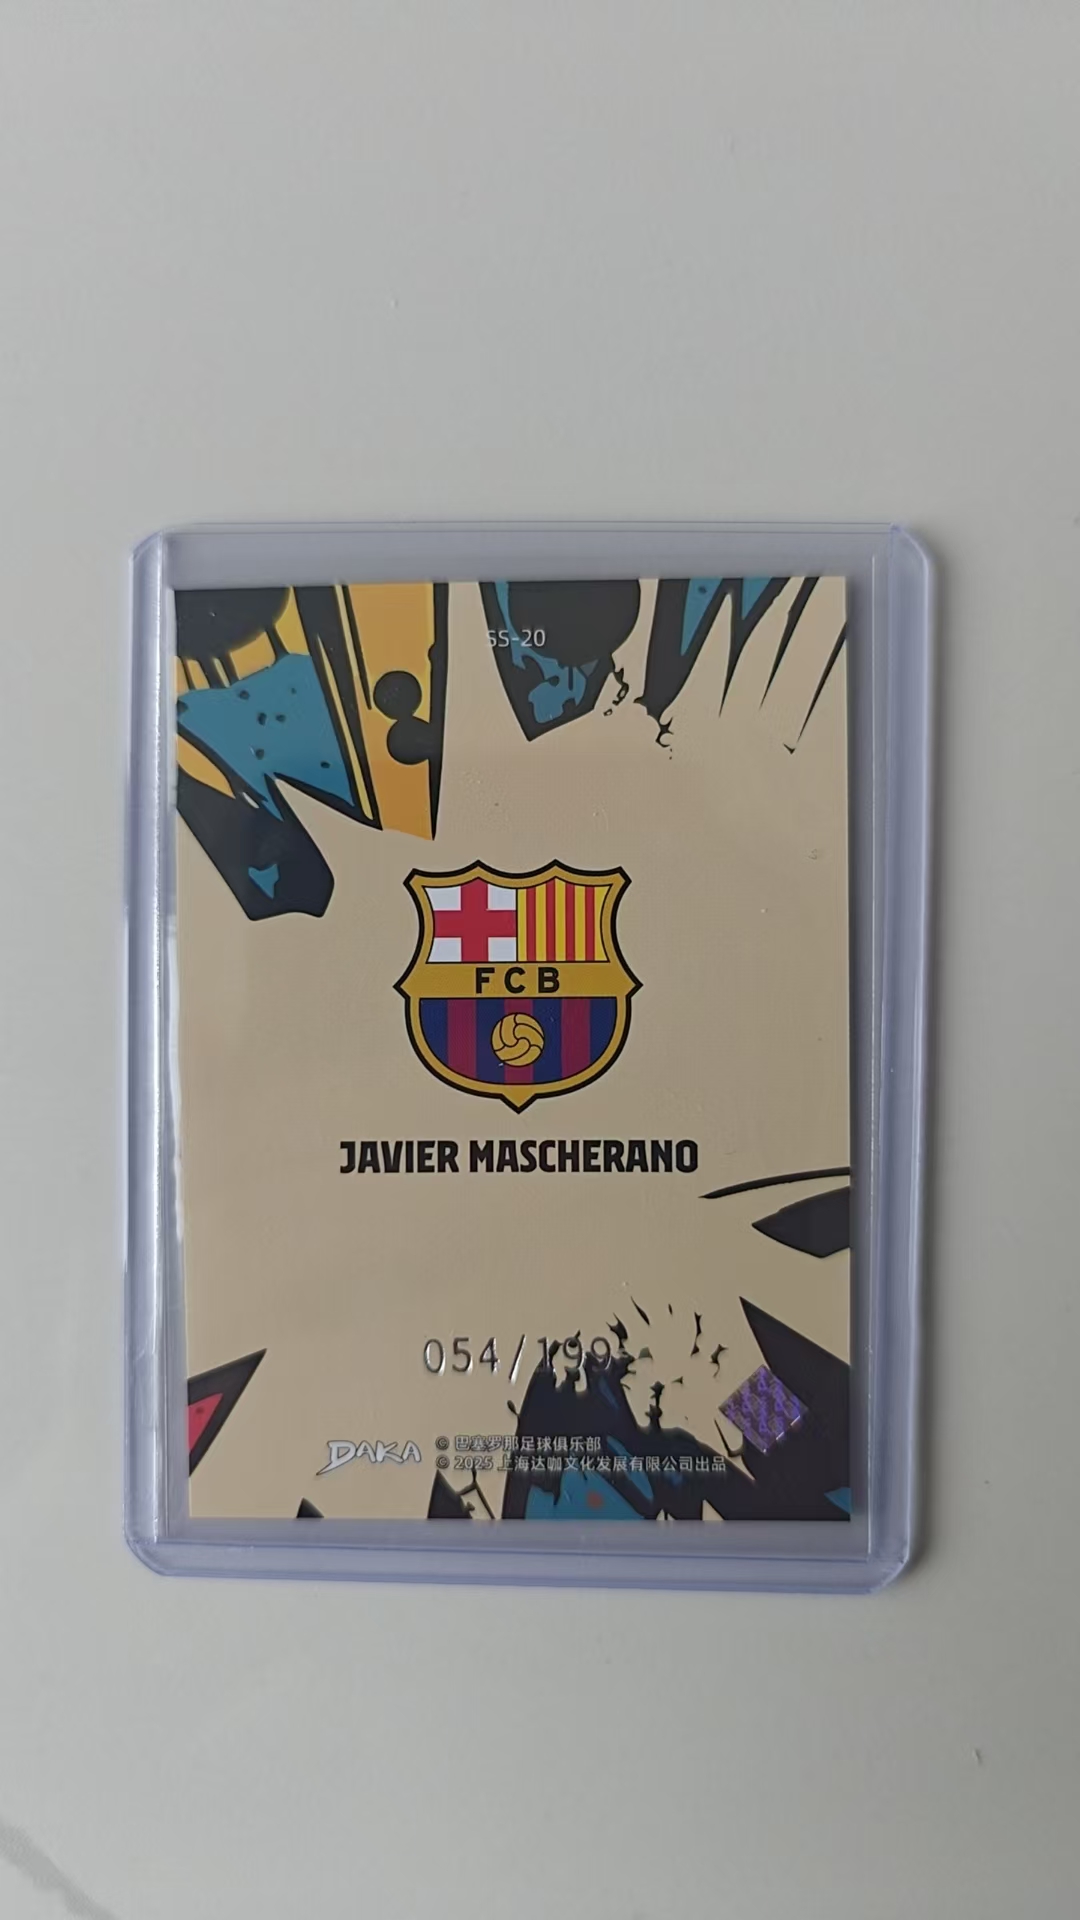 SS-20
FCB
JAVIER MASCHERANO
054/199
DAKA
© 巴塞罗那足球俱乐部
© 2025 上海达咖文化发展有限公司出品